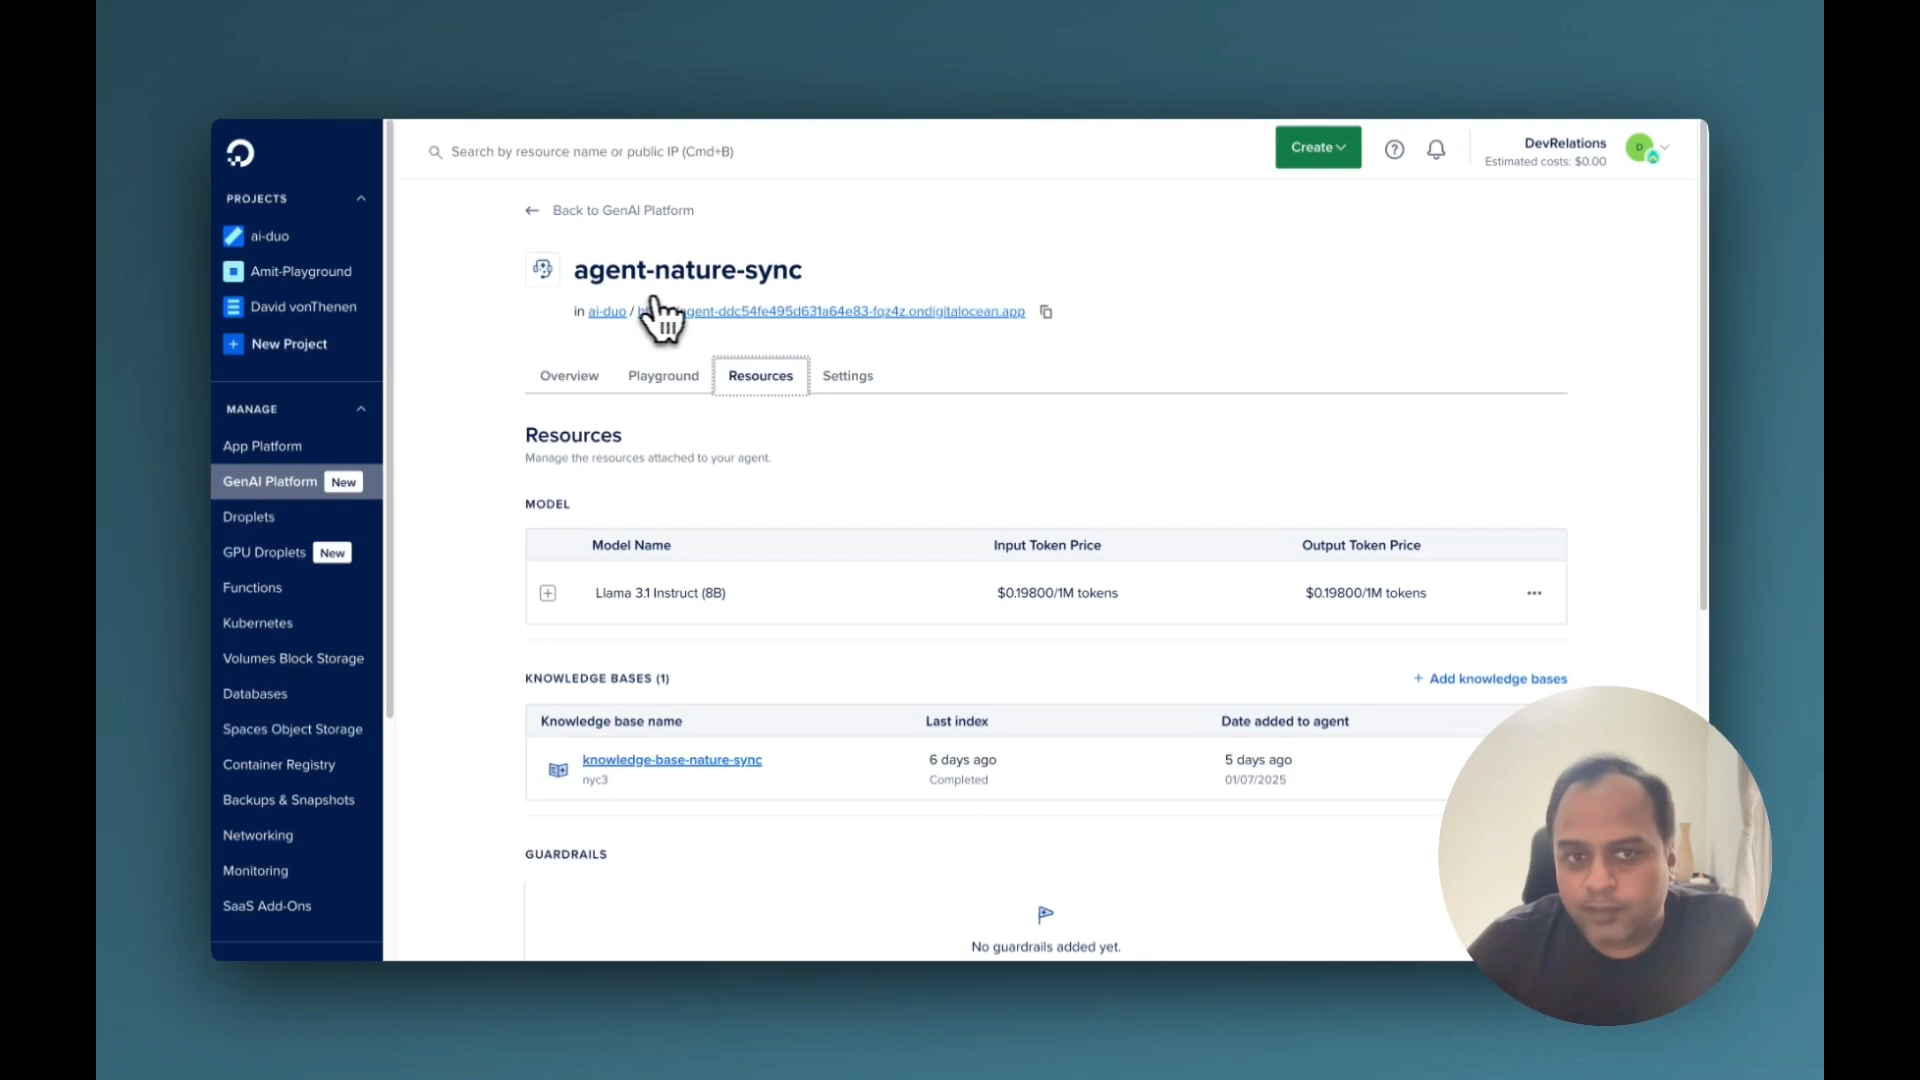 Search by resource name or public IP (Cmd+B)
Create
DevRelations
Estimated costs: $0.00
D
PROJECTS
ai-duo
Amit-Playground
David vonThenen
New Project
MANAGE
App Platform
GenAI Platform New
Droplets
GPU Droplets New
Functions
Kubernetes
Volumes Block Storage
Databases
Spaces Object Storage
Container Registry
Backups & Snapshots
Networking
Monitoring
SaaS Add-Ons
Back to GenAI Platform
agent-nature-sync
in ai-duo / agent-ddc54fe495d631a64e83-fqz4z.ondigitalocean.app
Overview Playground Resources Settings
Resources
Manage the resources attached to your agent.
MODEL
Model Name Input Token Price Output Token Price
Llama 3.1 Instruct (8B) $0.19800/1M tokens $0.19800/1M tokens
KNOWLEDGE BASES (1) + Add knowledge bases
Knowledge base name Last index Date added to agent
knowledge-base-nature-sync 6 days ago 5 days ago
nyc3 Completed 01/07/2025
GUARDRAILS
No guardrails added yet.